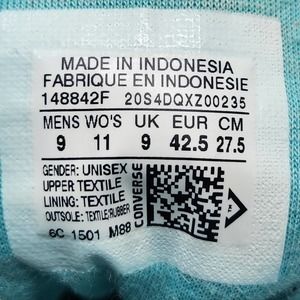 MADE IN INDONESIA
FABRIQUE EN INDONESIE
148842F 20S4DQXZ00235
MENS WO'S UK EUR CM
9 11 9 42.5 27.5
GENDER: UNISEX
UPPER TEXTILE
LINING: TEXTILE
OUTSOLE: TEXTILE/RUBBER
6C 1501 M88
CONVERSE